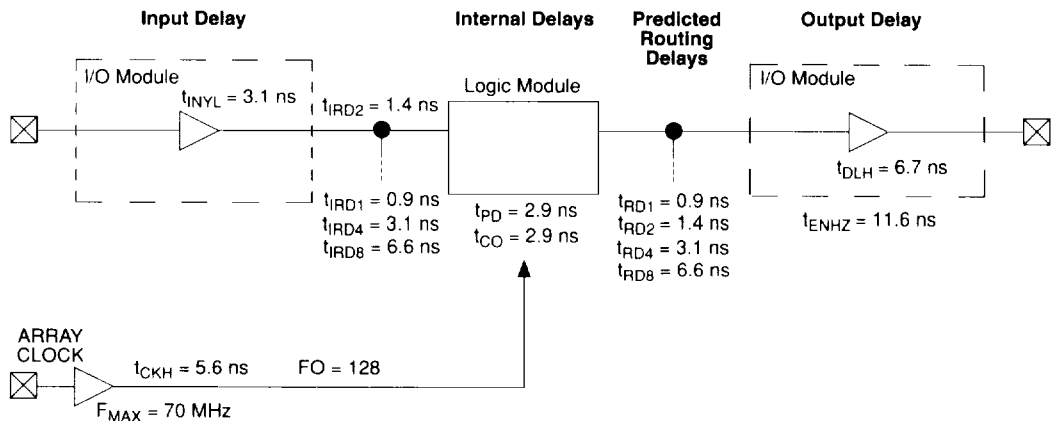 Input Delay
Internal Delays
Predicted
Routing
Delays
Output Delay
I/O Module
t_INYL = 3.1 ns
t_IRD2 = 1.4 ns
Logic Module
I/O Module
t_DLH = 6.7 ns
t_IRD1 = 0.9 ns
t_IRD4 = 3.1 ns
t_IRD8 = 6.6 ns
t_PD = 2.9 ns
t_CO = 2.9 ns
t_RD1 = 0.9 ns
t_RD2 = 1.4 ns
t_RD4 = 3.1 ns
t_RD8 = 6.6 ns
t_ENHZ = 11.6 ns
ARRAY
CLOCK
t_CKH = 5.6 ns
FO = 128
F_MAX = 70 MHz